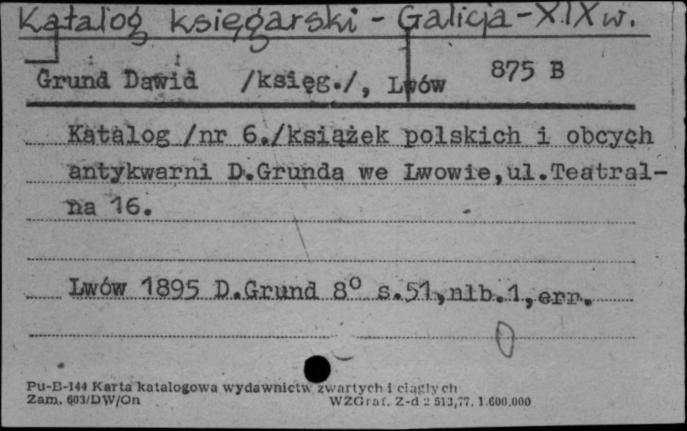 Katalog księgarski - Galicja - XIX w.
Grund Dawid /księg./, Lwów 875 B
Katalog /nr 6./książek polskich i obcych
antykwarni D.Grunda we Lwowie,ul.Teatral-
na 16.
Lwów 1895 D.Grund 8° s.51,nlb.1,err.
Pu-B-144 Karta katalogowa wydawnictw zwartych i ciągłych
Zam. 603/DW/On WZGraf. Z-d 2 513,77. 1.600.000